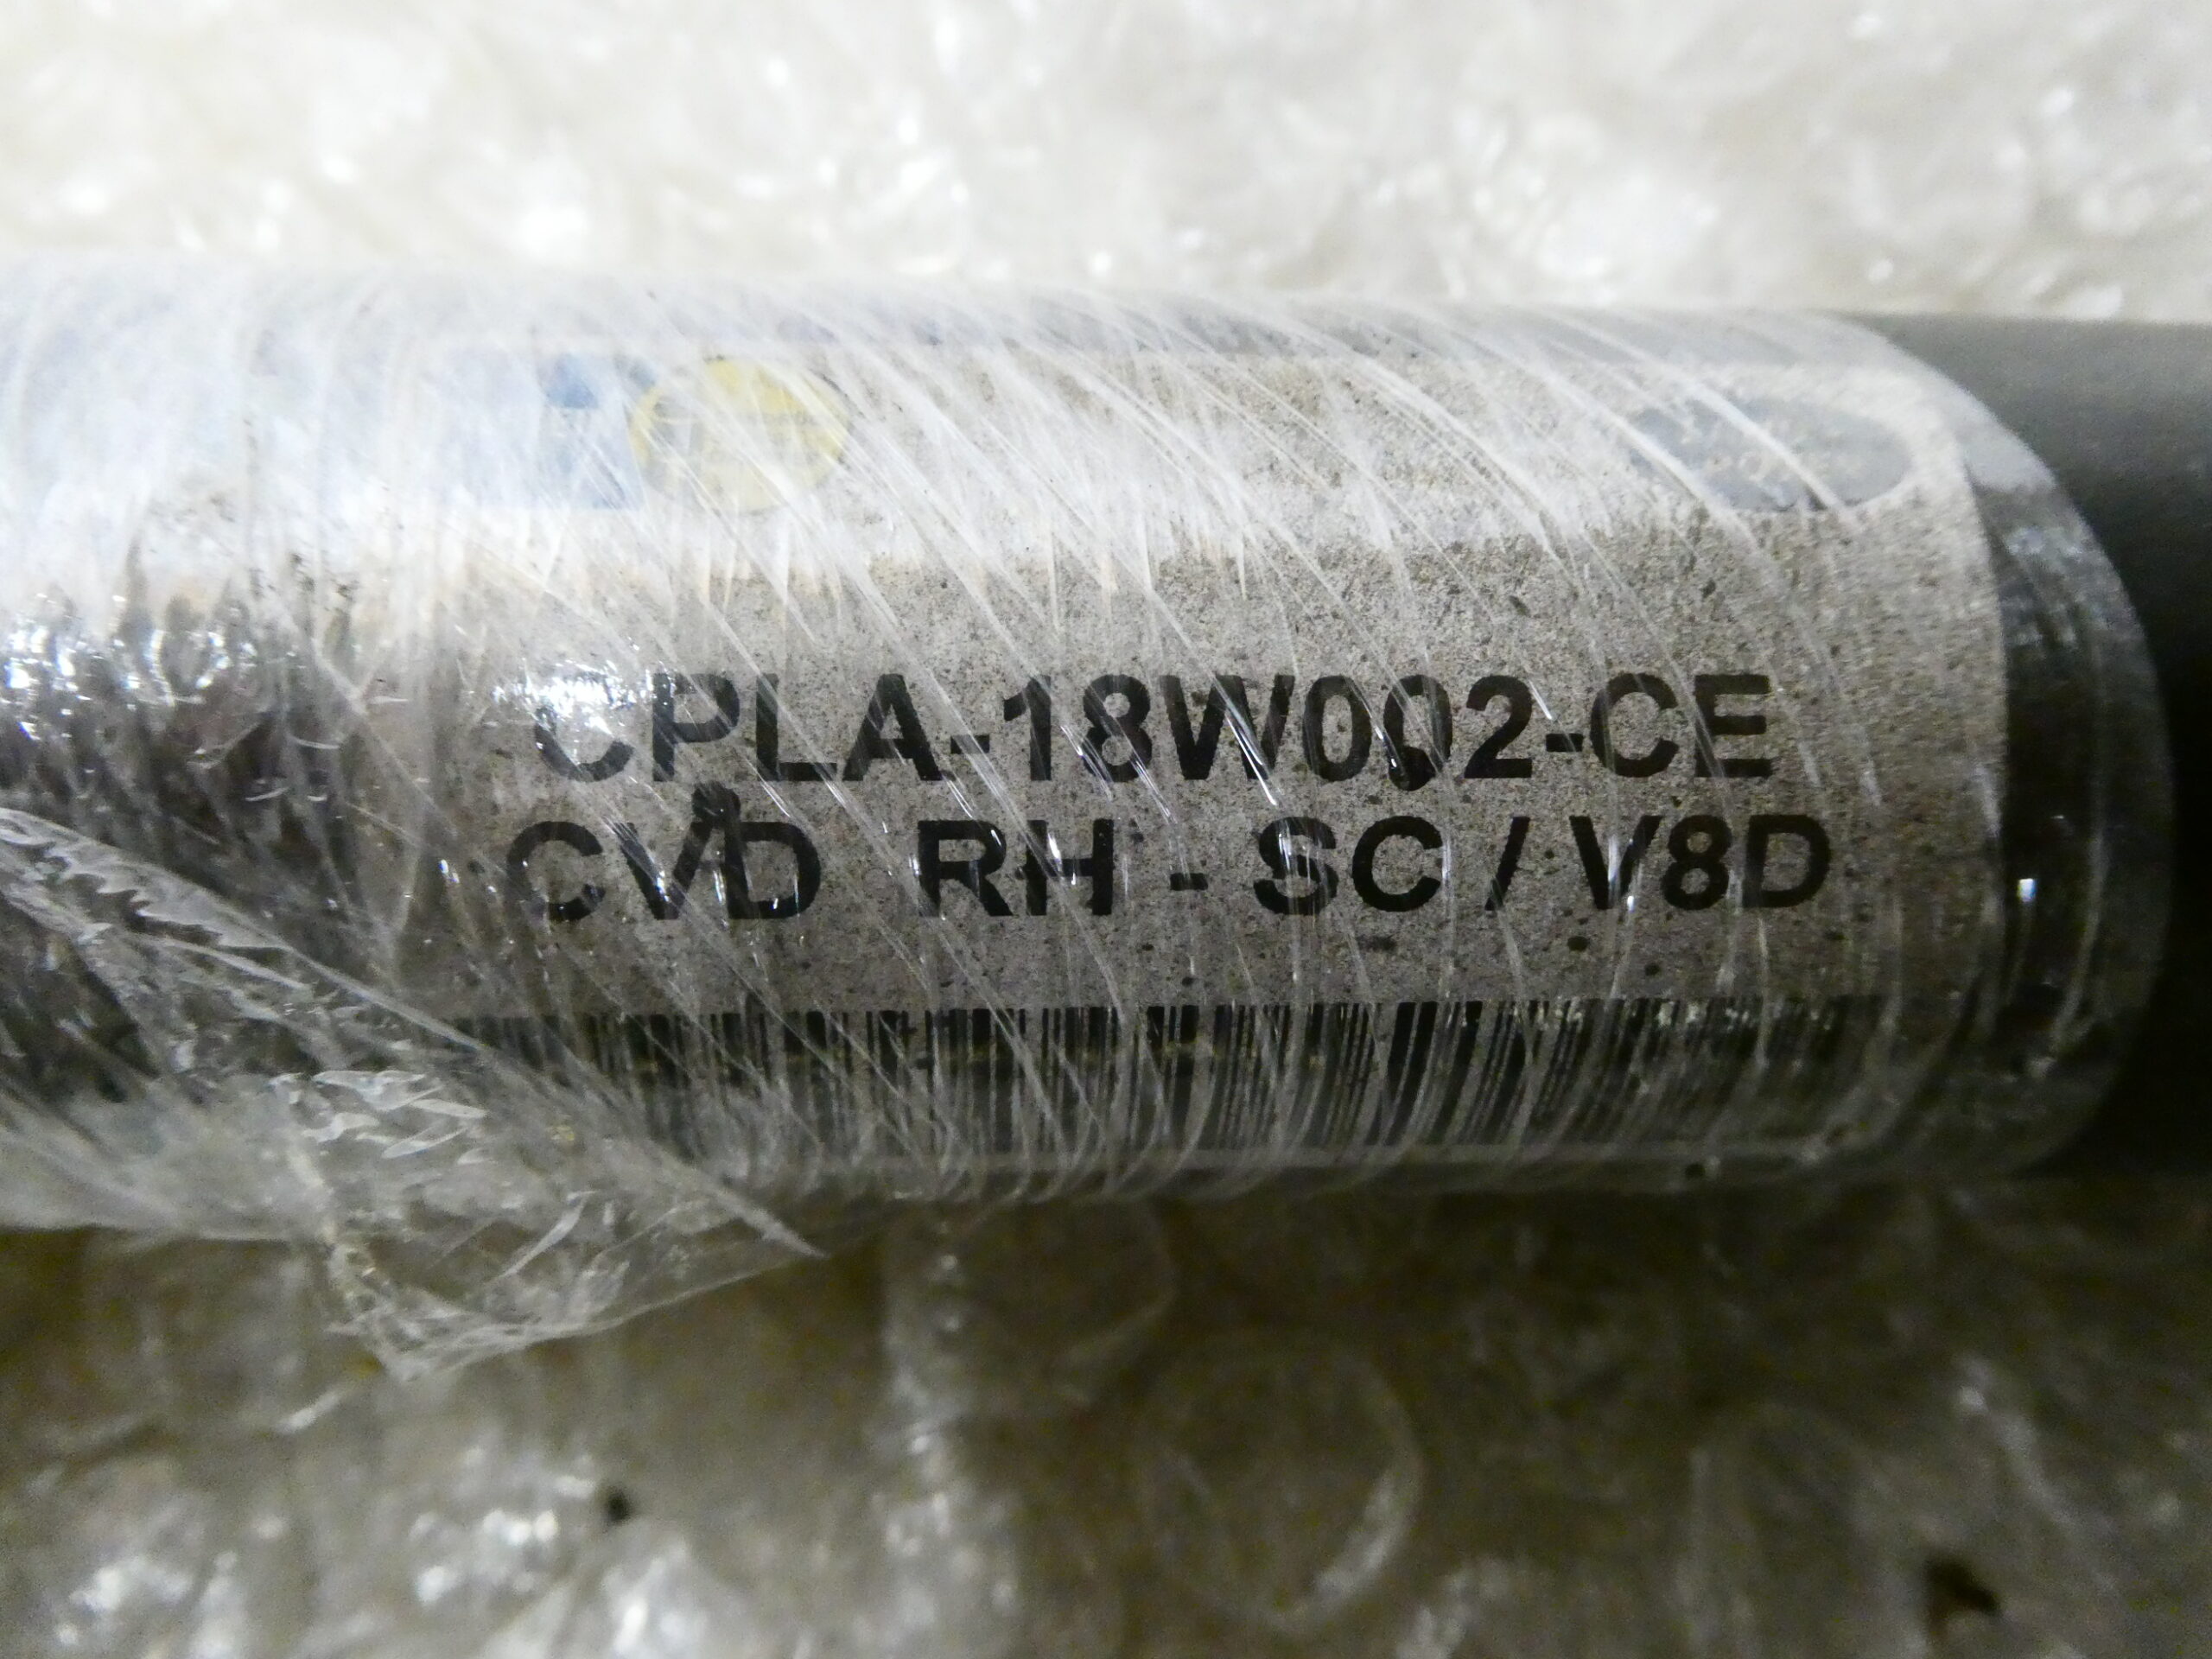 CPLA-18W002-CE
CVD RH - SC / V8D